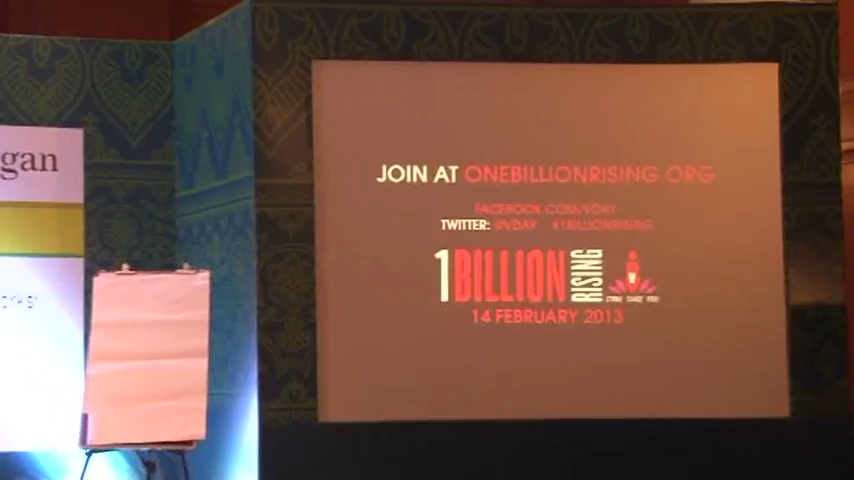 gan
JOIN AT ONEBILLIONRISING.ORG
FACEBOOK.COM/VDAY
TWITTER: @VDAY #1BILLIONRISING
1 BILLION RISING
14 FEBRUARY 2013